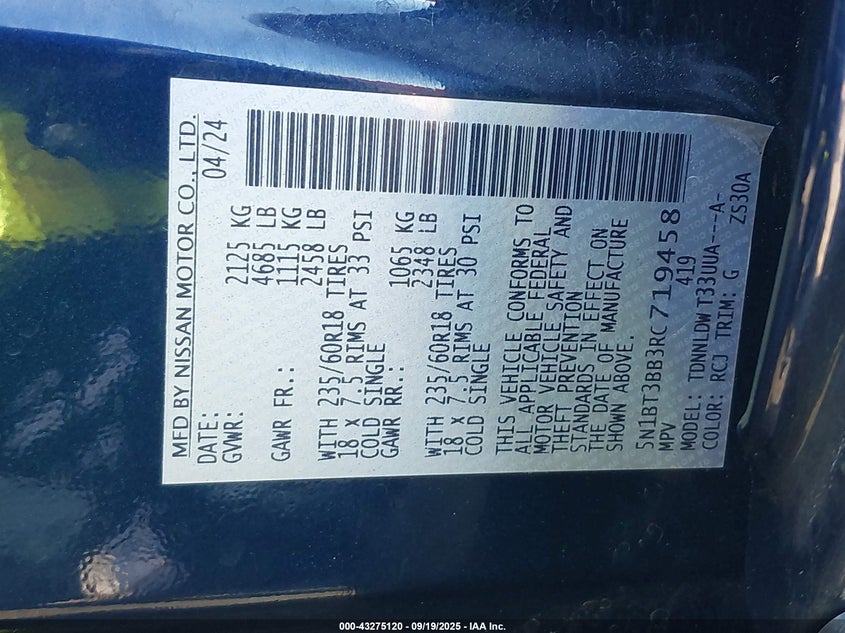 MFD BY NISSAN MOTOR CO., LTD.
DATE: 04/24
GVWR: 2125 KG
4685 LB
GAWR FR.: 1115 KG
2458 LB
WITH 235/60R18 TIRES
18 X 7.5 RIMS AT 33 PSI
COLD SINGLE
GAWR RR.: 1065 KG
2348 LB
WITH 235/60R18 TIRES
18 X 7.5 RIMS AT 30 PSI
COLD SINGLE
THIS VEHICLE CONFORMS TO
ALL APPLICABLE FEDERAL
MOTOR VEHICLE SAFETY AND
THEFT PREVENTION
STANDARDS IN EFFECT ON
THE DATE OF MANUFACTURE
SHOWN ABOVE.
5N1BT3BB3RC719458
MPV 419
MODEL: TDNNLDWT33UUA---A-
COLOR: RCJ TRIM: G ZS30A
000-43275120 - 09/19/2025 - IAA Inc.